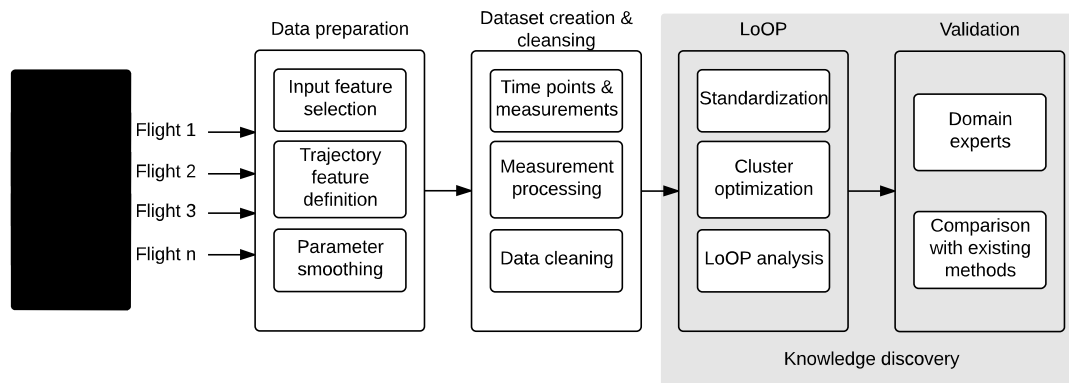 Flight 1
Flight 2
Flight 3
Flight n
Data preparation
Input feature
selection
Trajectory
feature
definition
Parameter
smoothing
Dataset creation &
cleansing
Time points &
measurements
Measurement
processing
Data cleaning
LoOP
Standardization
Cluster
optimization
LoOP analysis
Validation
Domain
experts
Comparison
with existing
methods
Knowledge discovery